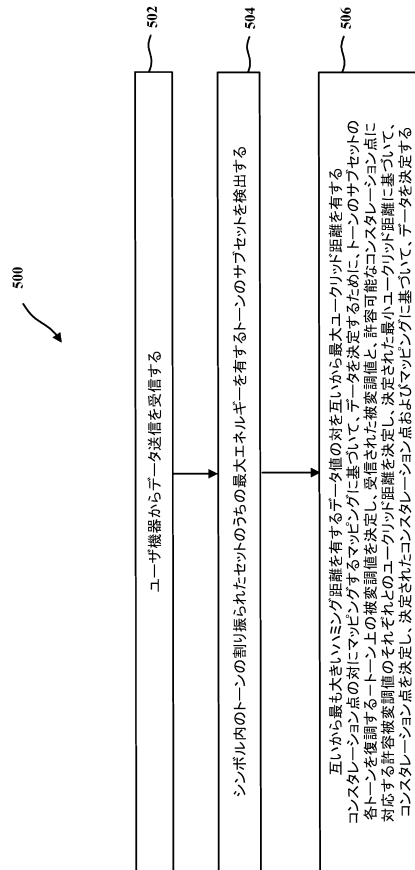 500
502
ユーザ機器からデータ送信を受信する
504
シンボル内のトーンの割り振られたセットのうちの最大エネルギーを有するトーンのサブセットを検出する
506
互いから最も大きいハミング距離を有するデータ値の対を互いから最大ユークリッド距離を有する
コンスタレーション点の対にマッピングするマッピングに基づいて、データを決定するために、トーンのサブセットの
各トーンを復調する－トーン上の被変調値を決定し、受信された被変調値と、許容可能なコンスタレーション点に
対応する許容被変調値のそれぞれとのユークリッド距離を決定し、決定された最小ユークリッド距離に基づいて、
コンスタレーション点を決定し、決定されたコンスタレーション点およびマッピングに基づいて、データを決定する